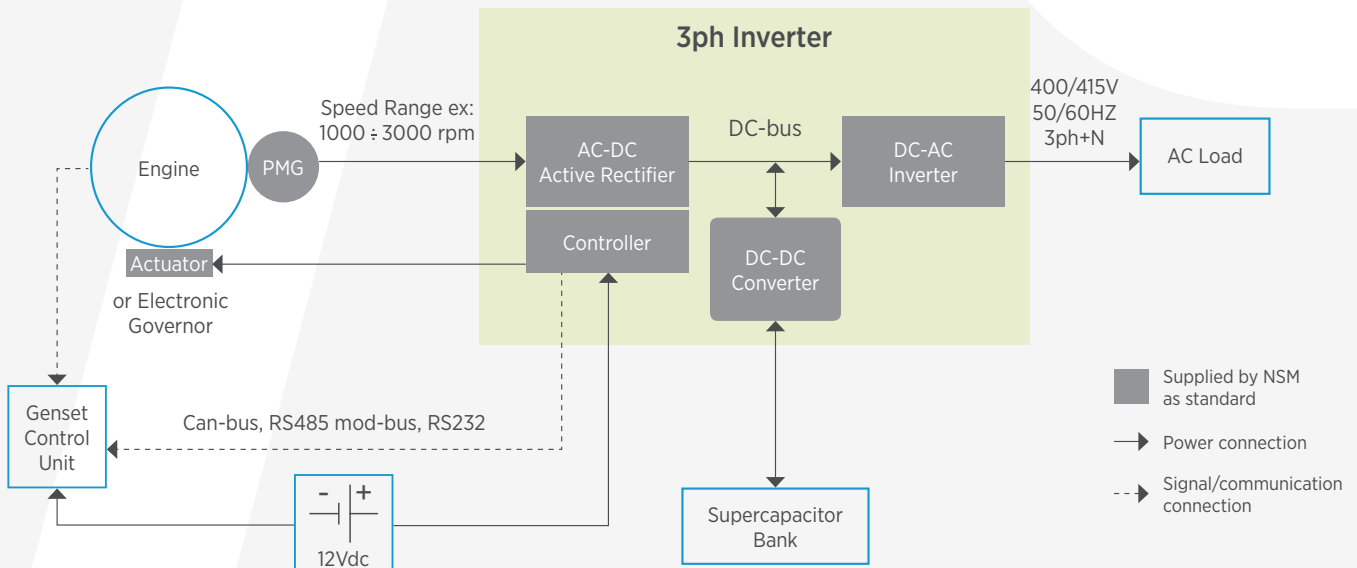 3ph Inverter
Speed Range ex:
1000 ÷ 3000 rpm
Engine
PMG
AC-DC
Active Rectifier
DC-bus
DC-AC
Inverter
400/415V
50/60HZ
3ph+N
AC Load
Controller
DC-DC
Converter
Actuator
or Electronic
Governor
Genset
Control
Unit
Can-bus, RS485 mod-bus, RS232
- +
12Vdc
Supercapacitor
Bank
Supplied by NSM
as standard
Power connection
Signal/communication
connection